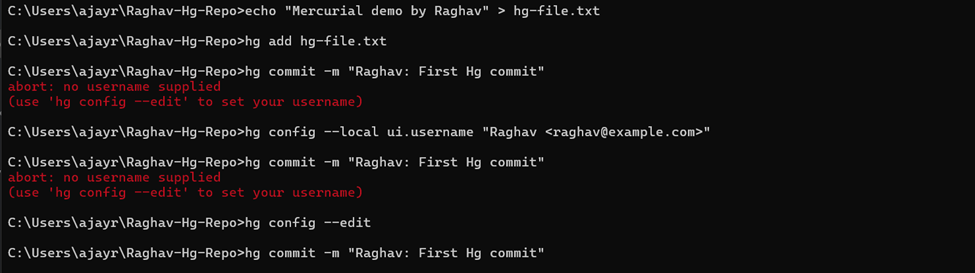 C:\Users\ajayr\Raghav-Hg-Repo>echo "Mercurial demo by Raghav" > hg-file.txt
C:\Users\ajayr\Raghav-Hg-Repo>hg add hg-file.txt
C:\Users\ajayr\Raghav-Hg-Repo>hg commit -m "Raghav: First Hg commit"
abort: no username supplied
(use 'hg config --edit' to set your username)
C:\Users\ajayr\Raghav-Hg-Repo>hg config --local ui.username "Raghav <raghav@example.com>"
C:\Users\ajayr\Raghav-Hg-Repo>hg commit -m "Raghav: First Hg commit"
abort: no username supplied
(use 'hg config --edit' to set your username)
C:\Users\ajayr\Raghav-Hg-Repo>hg config --edit
C:\Users\ajayr\Raghav-Hg-Repo>hg commit -m "Raghav: First Hg commit"